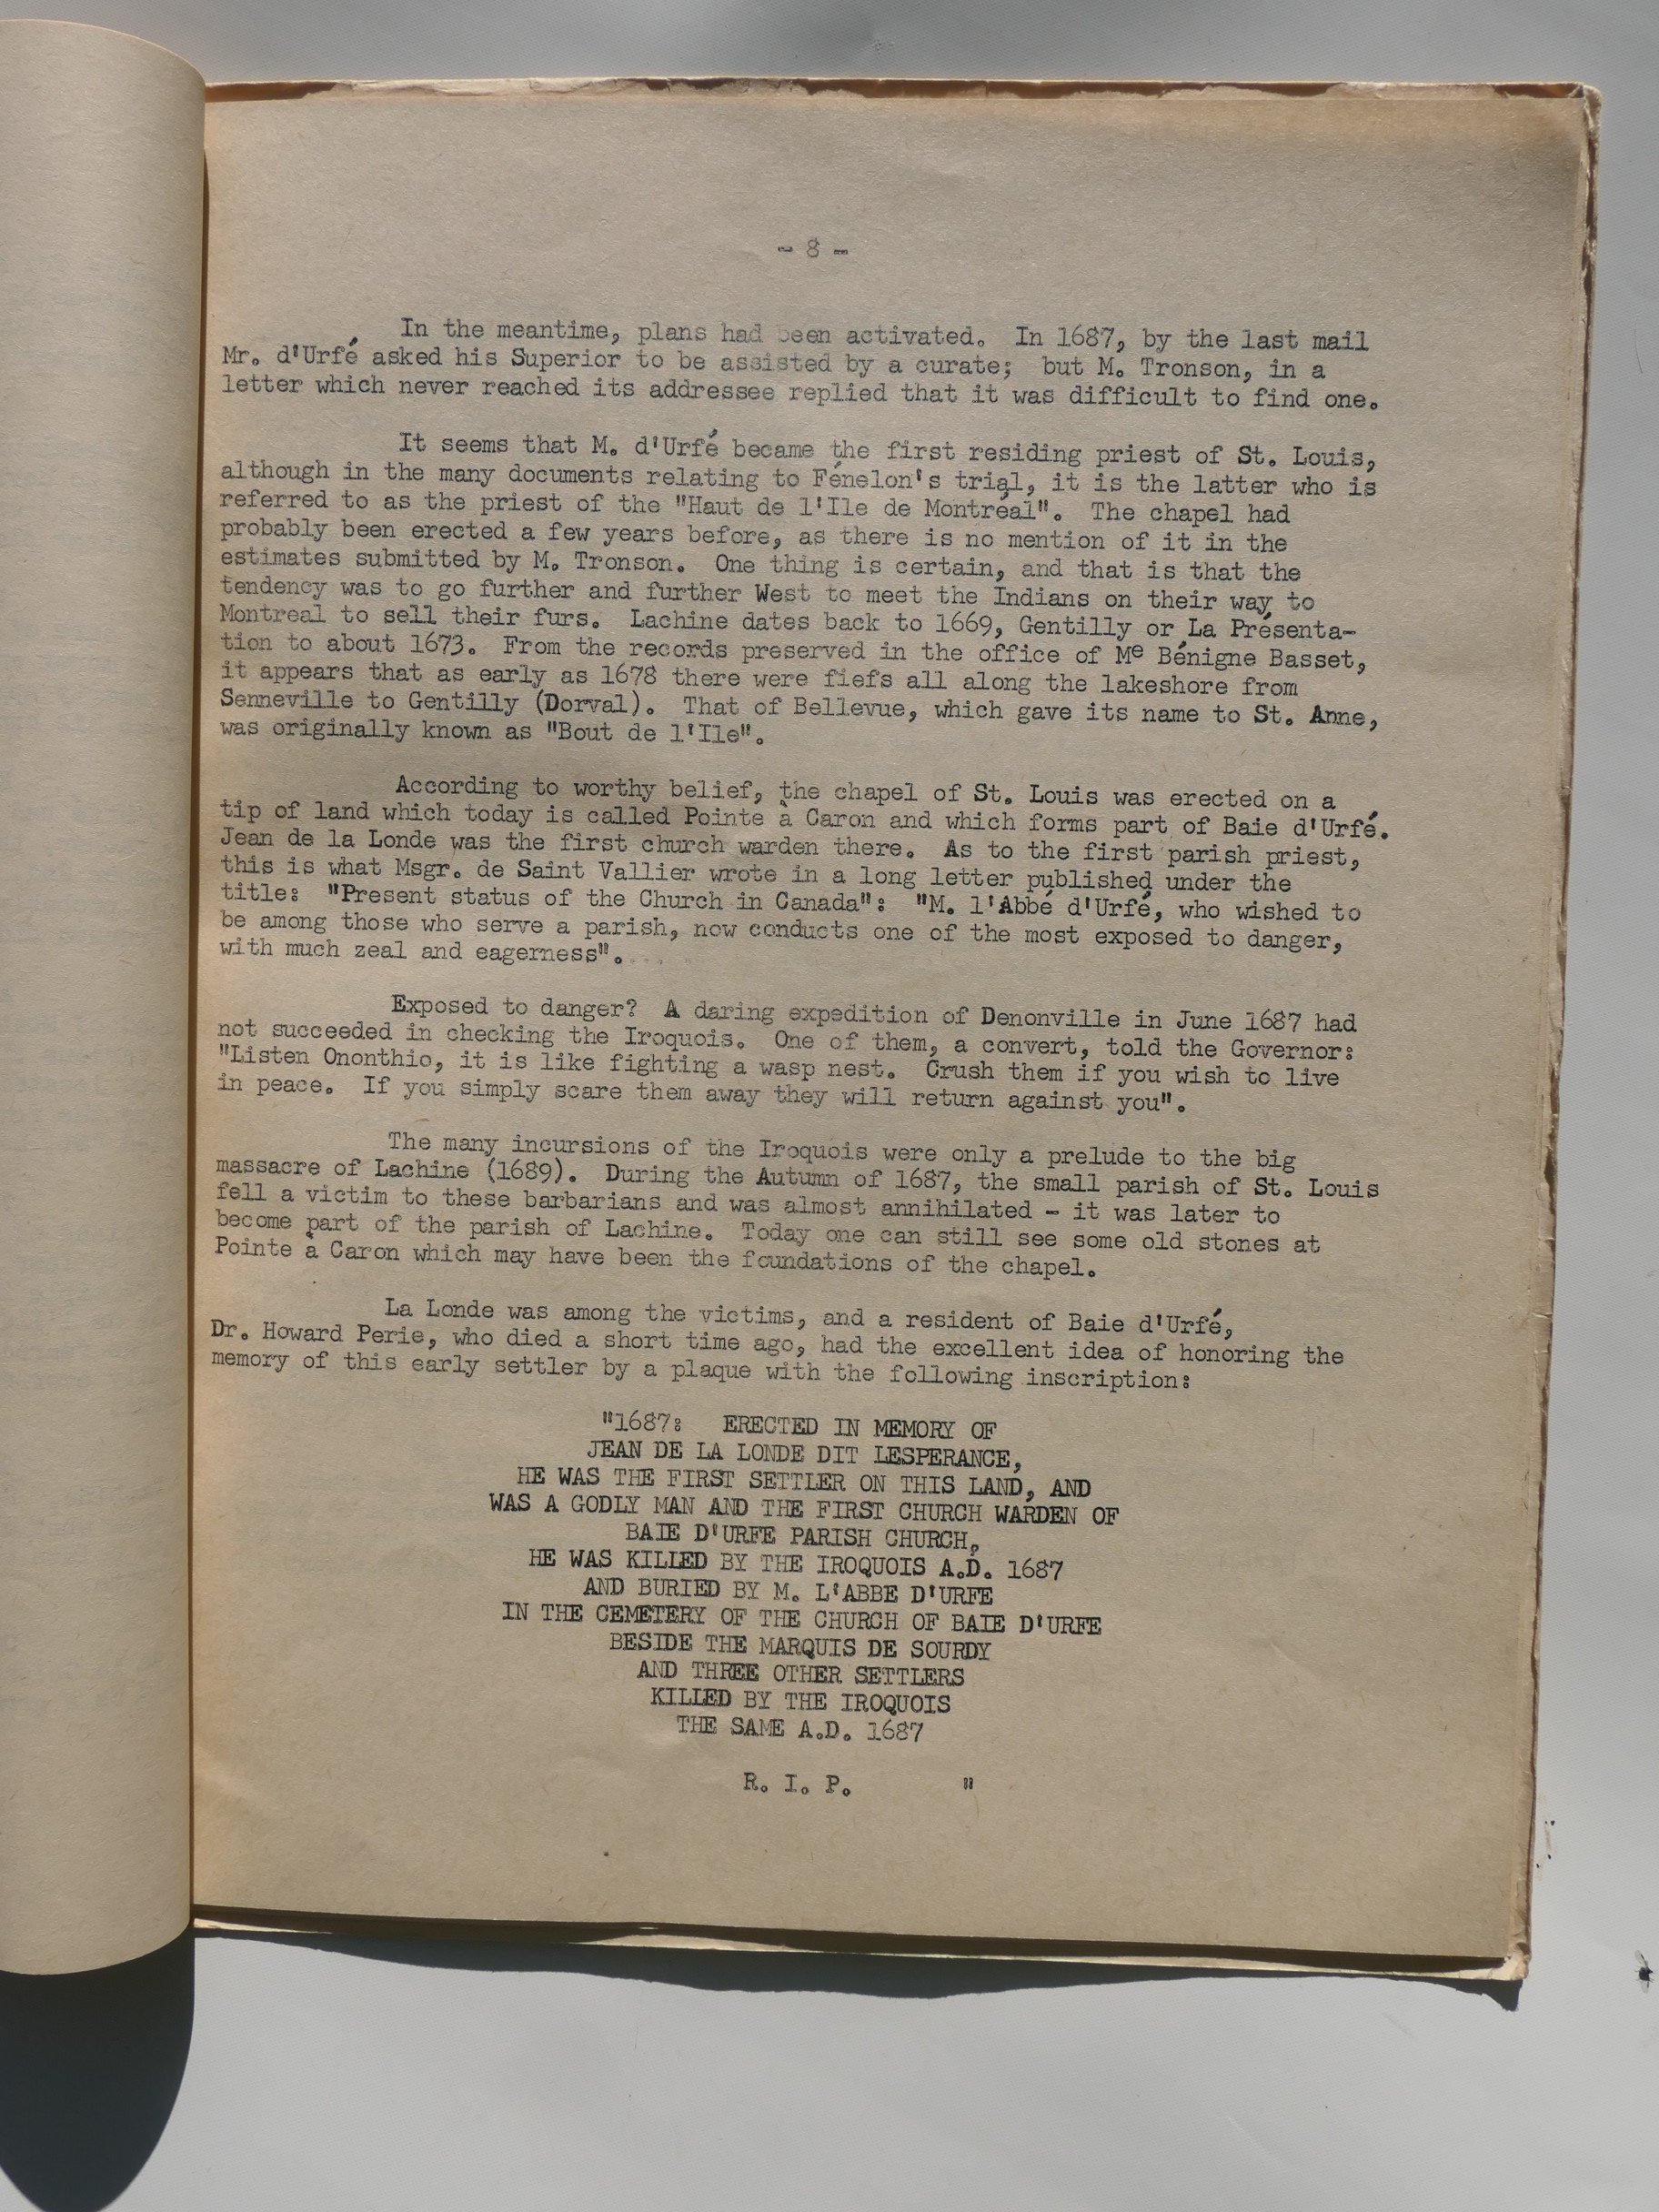 - 8 -
In the meantime, plans had been activated. In 1687, by the last mail
Mr. d'Urfé asked his Superior to be assisted by a curate; but M. Tronson, in a
letter which never reached its addressee replied that it was difficult to find one.
It seems that M. d'Urfé became the first residing priest of St. Louis,
although in the many documents relating to Fénelon's trial, it is the latter who is
referred to as the priest of the "Haut de l'Ile de Montréal". The chapel had
probably been erected a few years before, as there is no mention of it in the
estimates submitted by M. Tronson. One thing is certain, and that is that the
tendency was to go further and further West to meet the Indians on their way to
Montreal to sell their furs. Lachine dates back to 1669, Gentilly or La Présenta-
tion to about 1673. From the records preserved in the office of Me Bénigne Basset,
it appears that as early as 1678 there were fiefs all along the lakeshore from
Senneville to Gentilly (Dorval). That of Bellevue, which gave its name to St. Anne,
was originally known as "Bout de l'Ile".
According to worthy belief, the chapel of St. Louis was erected on a
tip of land which today is called Pointe à Caron and which forms part of Baie d'Urfé.
Jean de la Londe was the first church warden there. As to the first parish priest,
this is what Msgr. de Saint Vallier wrote in a long letter published under the
title: "Present status of the Church in Canada": "M. l'Abbé d'Urfé, who wished to
be among those who serve a parish, now conducts one of the most exposed to danger,
with much zeal and eagerness".
Exposed to danger? A daring expedition of Denonville in June 1687 had
not succeeded in checking the Iroquois. One of them, a convert, told the Governor:
"Listen Ononthio, it is like fighting a wasp nest. Crush them if you wish to live
in peace. If you simply scare them away they will return against you".
The many incursions of the Iroquois were only a prelude to the big
massacre of Lachine (1689). During the Autumn of 1687, the small parish of St. Louis
fell a victim to these barbarians and was almost annihilated - it was later to
become part of the parish of Lachine. Today one can still see some old stones at
Pointe à Caron which may have been the foundations of the chapel.
La Londe was among the victims, and a resident of Baie d'Urfé,
Dr. Howard Perie, who died a short time ago, had the excellent idea of honoring the
memory of this early settler by a plaque with the following inscription:
"1687: ERECTED IN MEMORY OF
JEAN DE LA LONDE DIT LESPERANCE,
HE WAS THE FIRST SETTLER ON THIS LAND, AND
WAS A GODLY MAN AND THE FIRST CHURCH WARDEN OF
BAIE D'URFE PARISH CHURCH,
HE WAS KILLED BY THE IROQUOIS A.D. 1687
AND BURIED BY M. L'ABBE D'URFE
IN THE CEMETERY OF THE CHURCH OF BAIE D'URFE
BESIDE THE MARQUIS DE SOURDY
AND THREE OTHER SETTLERS
KILLED BY THE IROQUOIS
THE SAME A.D. 1687
R. I. P. "